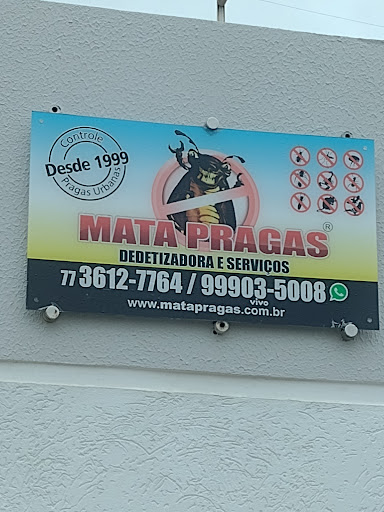 Controle
Desde 1999
Pragas Urbanas
MATA PRAGAS ®
DEDETIZADORA E SERVIÇOS
77 3612-7764 / 99903-5008
vivo
www.matapragas.com.br